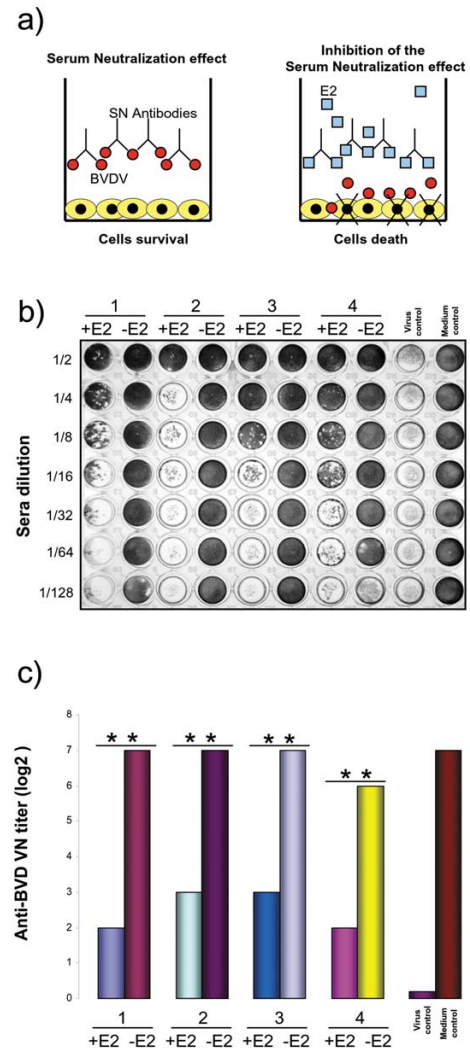 a)
Serum Neutralization effect
Inhibition of the
Serum Neutralization effect
E2
SN Antibodies
BVDV
Cells survival
Cells death
b)
1 2 3 4
+E2 -E2 +E2 -E2 +E2 -E2 +E2 -E2
Virus
control
Medium
control
Sera dilution
1/2
1/4
1/8
1/16
1/32
1/64
1/128
c)
Anti-BVD VN titer (log2)
8
7
6
5
4
3
2
1
0
* * * * * * * *
1 2 3 4
+E2 -E2 +E2 -E2 +E2 -E2 +E2 -E2
Virus
control
Medium
control